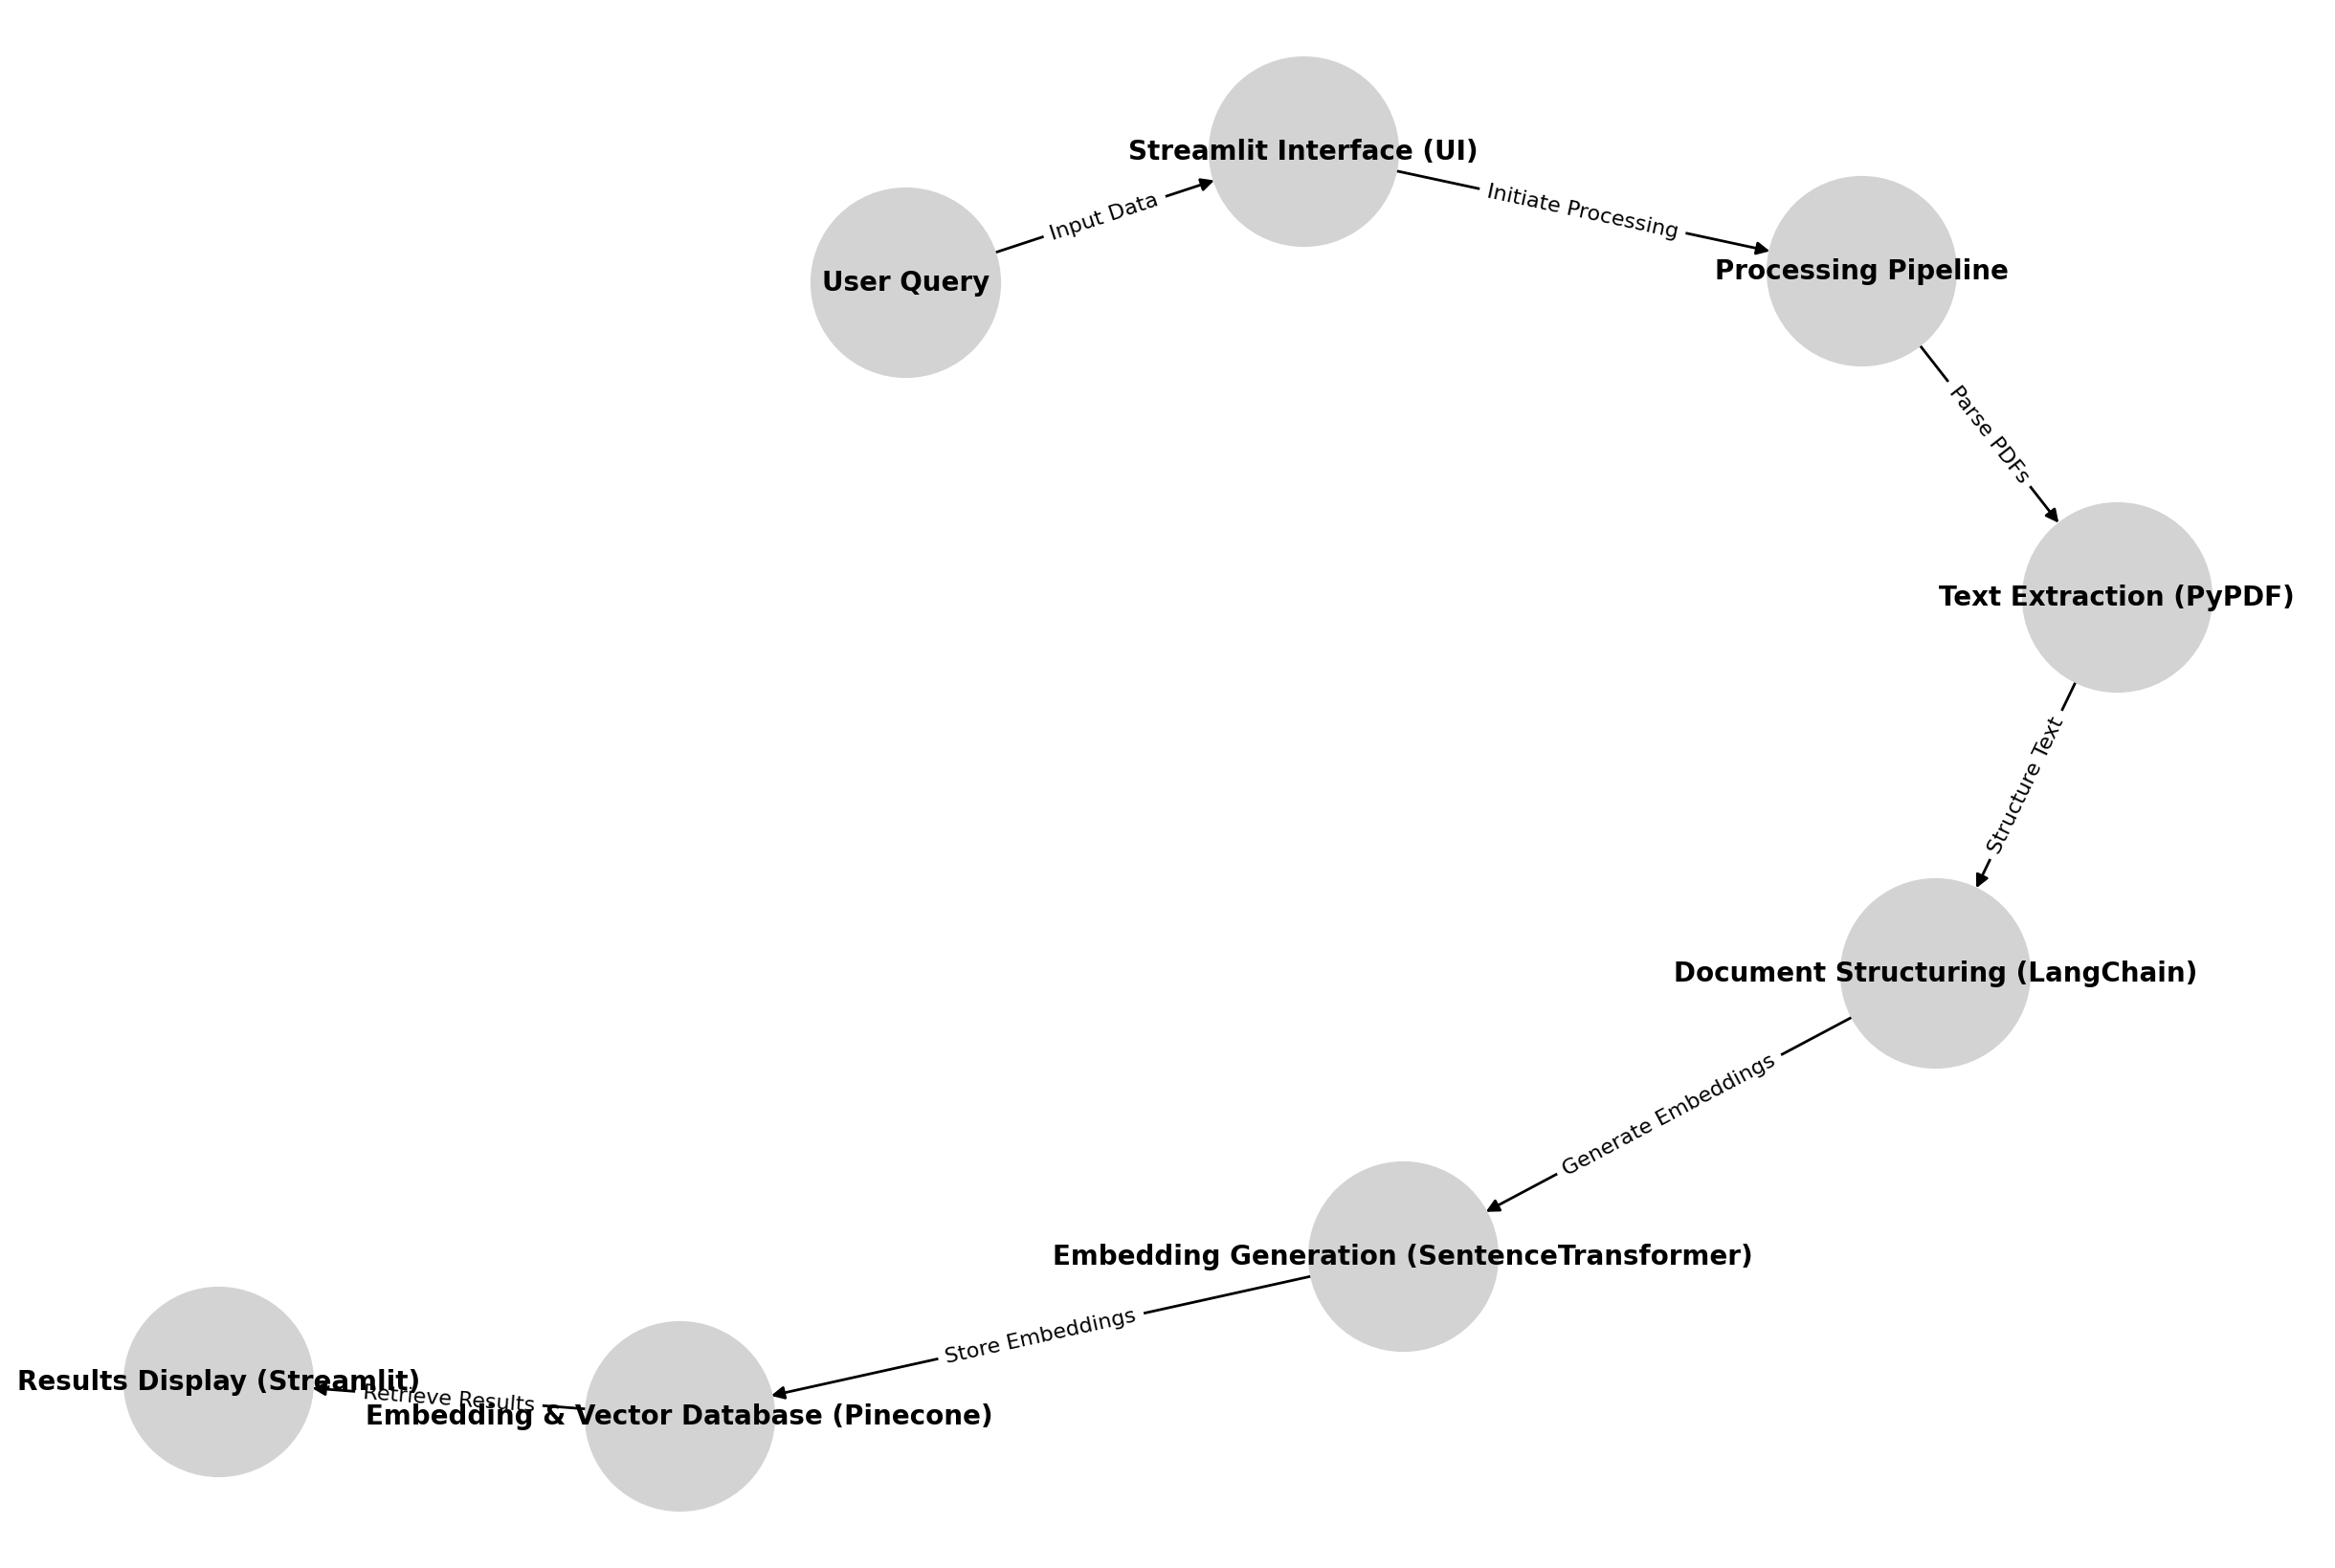 Streamlit Interface (UI)
Initiate Processing
Input Data
User Query
Processing Pipeline
Parse PDFs
Text Extraction (PyPDF)
Structure Text
Document Structuring (LangChain)
Generate Embeddings
Embedding Generation (SentenceTransformer)
Store Embeddings
Results Display (Streamlit)
Retrieve Results
Embedding & Vector Database (Pinecone)